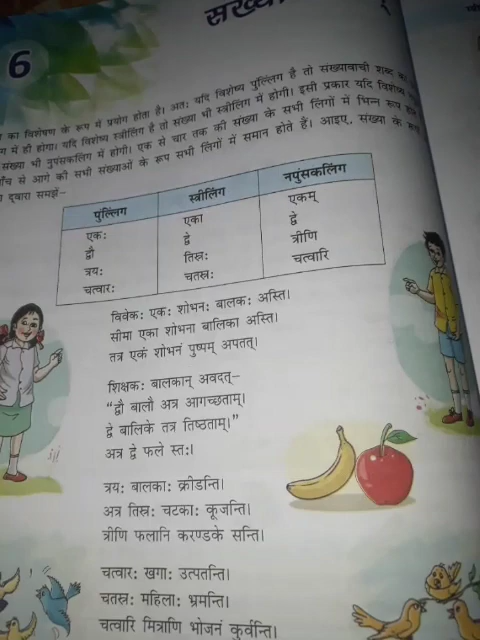 6
संख्या
का विशेषण के रूप में प्रयोग होता है। अतः यदि विशेष्य पुल्लिग है तो संख्यावाची शब्द
में ही होगा। यदि विशेष्य स्त्रीलिंग है तो संख्या भी स्त्रीलिंग में होगी। इसी प्रकार यदि विशेष्य
संख्या भी नुपंसकलिंग में होगी। एक से चार तक की संख्या के सभी लिंगों में भिन्न रूप
से आगे की सभी संख्याओं के रूप सभी लिंगों में समान होते हैं। आइए, संख्या के
द्वारा समझें–
पुल्लिग स्त्रीलिंग नपुंसकलिंग
एकः एका एकम्
द्वौ द्वे द्वे
त्रयः तिस्रः त्रीणि
चत्वारः चतस्रः चत्वारि
विवेकः एकः शोभनः बालकः अस्ति।
सीमा एका शोभना बालिका अस्ति।
तत्र एकं शोभनं पुष्पम् अपतत्।
शिक्षकः बालकान् अवदत्–
“द्वौ बालौ अत्र आगच्छताम्।
द्वे बालिके तत्र तिष्ठताम्।”
अत्र द्वे फले स्तः।
त्रयः बालकाः क्रीडन्ति।
अत्र तिस्रः चटकाः कूजन्ति।
त्रीणि फलानि करण्डके सन्ति।
चत्वारः खगाः उत्पतन्ति।
चतस्रः महिलाः भ्रमन्ति।
चत्वारि मित्राणि भोजनं कुर्वन्ति।